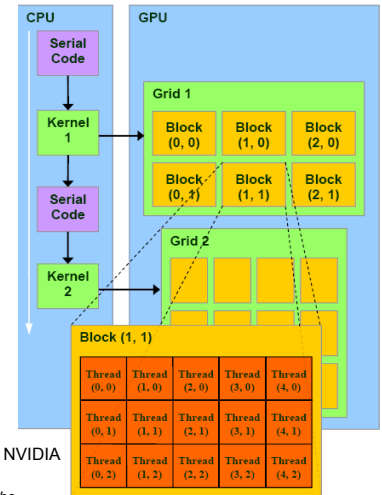 CPU
GPU
Serial
Code
Kernel
1
Serial
Code
Kernel
2
Grid 1
Block
(0, 0)
Block
(1, 0)
Block
(2, 0)
Block
(0, 1)
Block
(1, 1)
Block
(2, 1)
Grid 2
Block (1, 1)
Thread
(0, 0)
Thread
(1, 0)
Thread
(2, 0)
Thread
(3, 0)
Thread
(4, 0)
Thread
(0, 1)
Thread
(1, 1)
Thread
(2, 1)
Thread
(3, 1)
Thread
(4, 1)
Thread
(0, 2)
Thread
(1, 2)
Thread
(2, 2)
Thread
(3, 2)
Thread
(4, 2)
NVIDIA